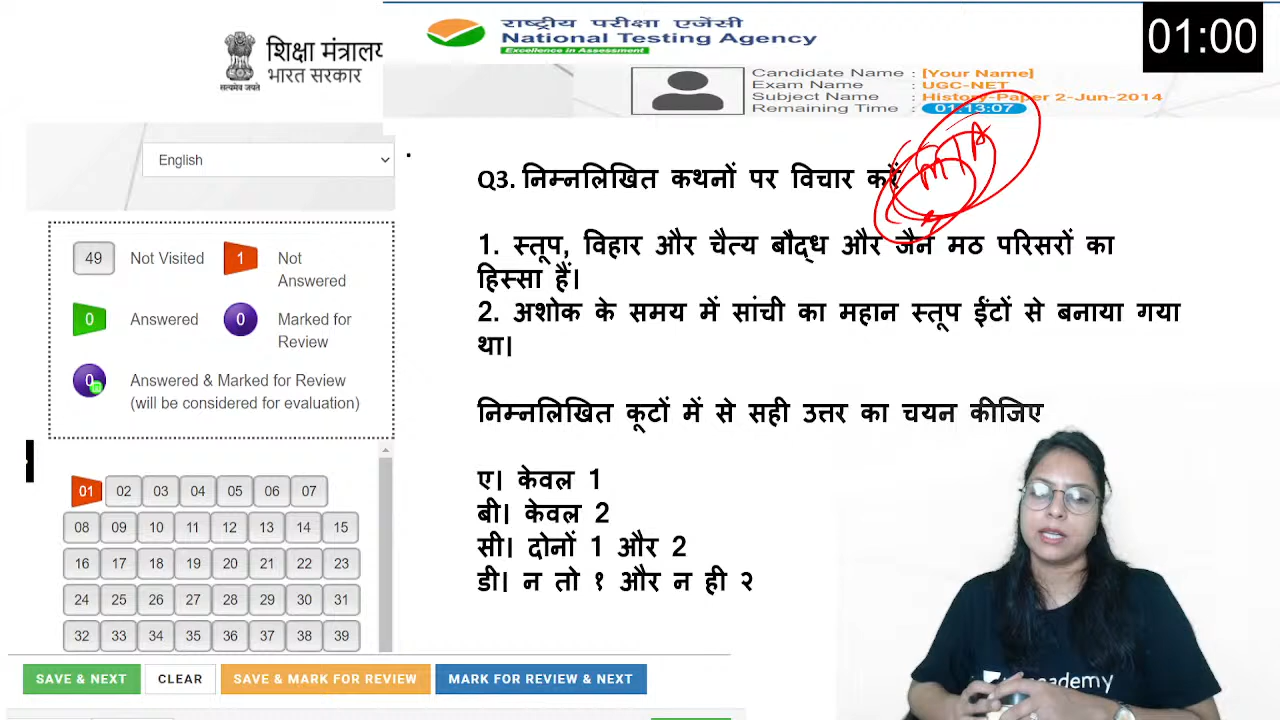 शिक्षा मंत्रालय
भारत सरकार
सत्यमेव जयते
राष्ट्रीय परीक्षा एजेंसी
National Testing Agency
Excellence in Assessment
01:00
Candidate Name : [Your Name]
Exam Name : UGC-NET
Subject Name : History-Paper 2-Jun-2014
Remaining Time : 01:13:07
English
49 Not Visited
1 Not Answered
0 Answered
0 Marked for Review
0 Answered & Marked for Review
(will be considered for evaluation)
01 02 03 04 05 06 07
08 09 10 11 12 13 14 15
16 17 18 19 20 21 22 23
24 25 26 27 28 29 30 31
32 33 34 35 36 37 38 39
Q3. निम्नलिखित कथनों पर विचार करें
1. स्तूप, विहार और चैत्य बौद्ध और जैन मठ परिसरों का
हिस्सा हैं।
2. अशोक के समय में सांची का महान स्तूप ईंटों से बनाया गया
था।
निम्नलिखित कूटों में से सही उत्तर का चयन कीजिए
ए। केवल 1
बी। केवल 2
सी। दोनों 1 और 2
डी। न तो १ और न ही २
SAVE & NEXT CLEAR SAVE & MARK FOR REVIEW MARK FOR REVIEW & NEXT